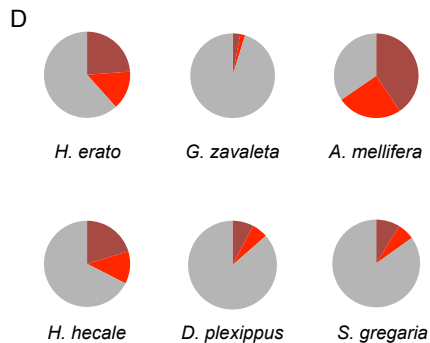 D
H. erato G. zavaleta A. mellifera
H. hecale D. plexippus S. gregaria